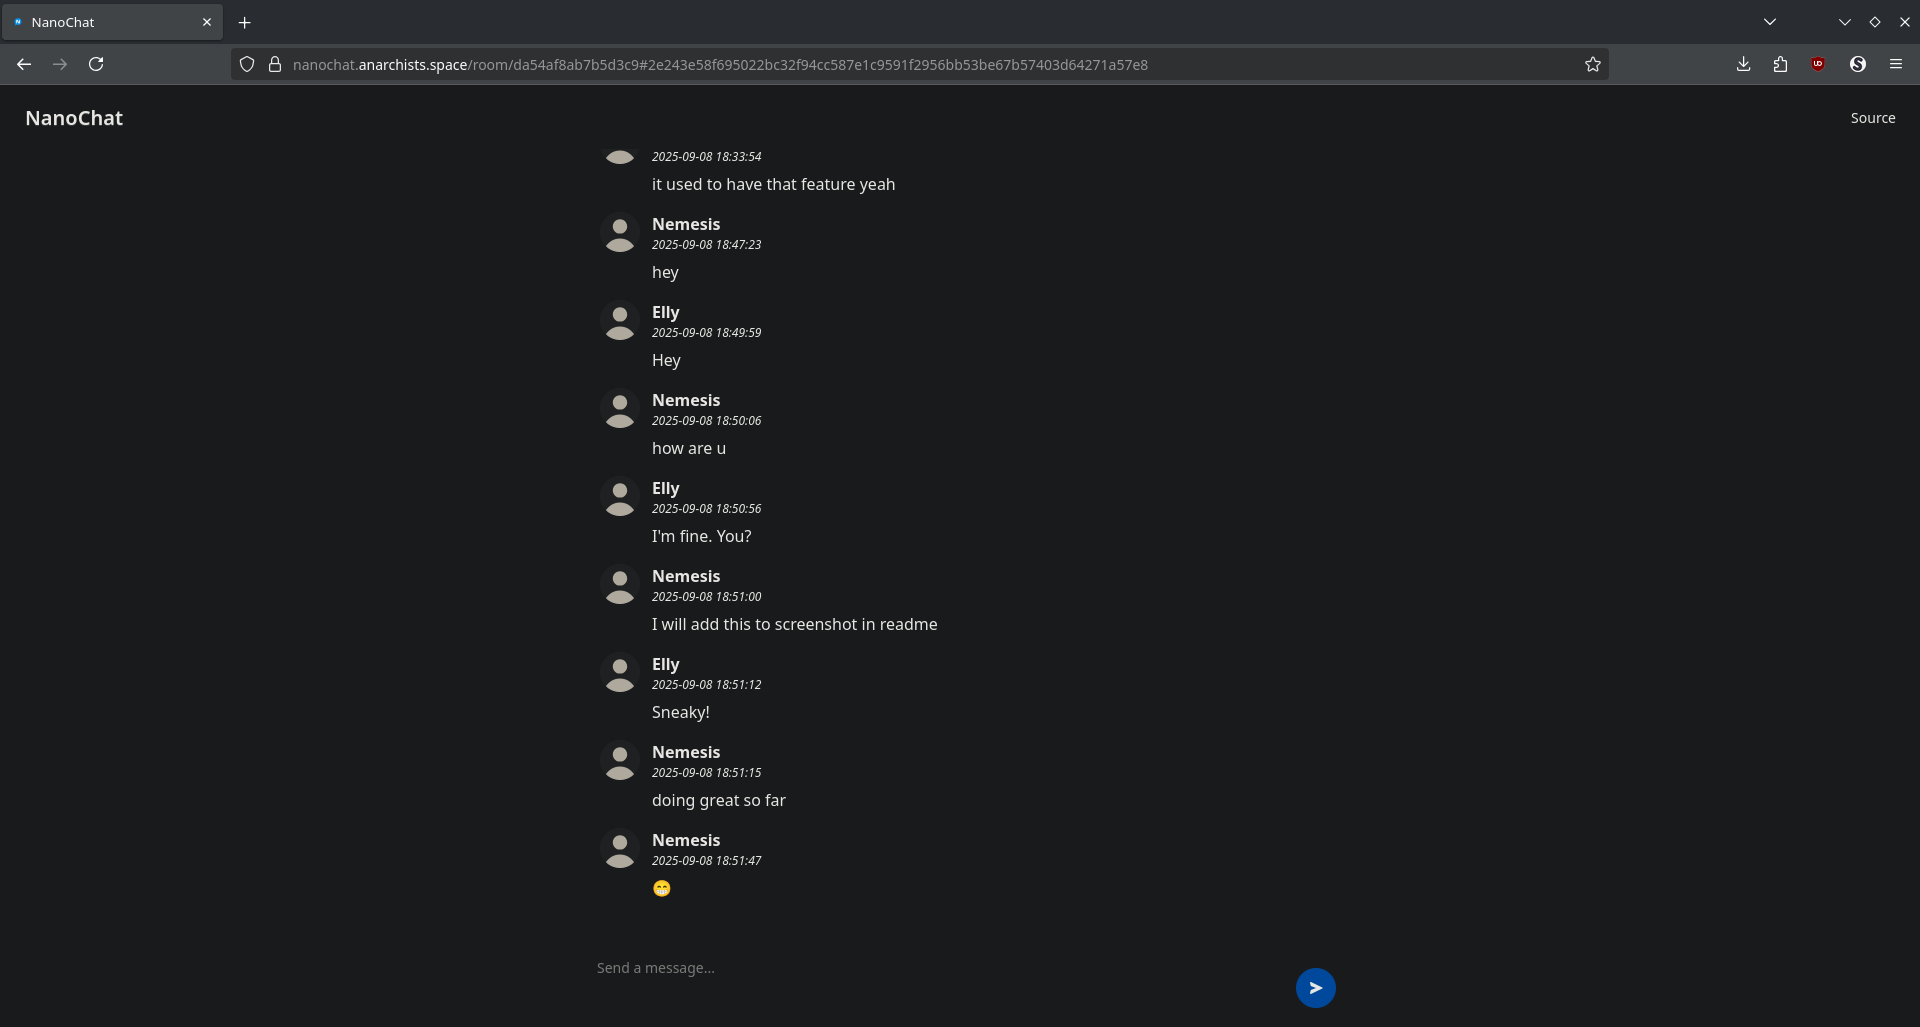 NanoChat
nanochat.anarchists.space/room/da54af8ab7b5d3c9#2e243e58f695022bc32f94cc587e1c9591f2956bb53be67b57403d64271a57e8
NanoChat
Source
2025-09-08 18:33:54
it used to have that feature yeah
Nemesis
2025-09-08 18:47:23
hey
Elly
2025-09-08 18:49:59
Hey
Nemesis
2025-09-08 18:50:06
how are u
Elly
2025-09-08 18:50:56
I'm fine. You?
Nemesis
2025-09-08 18:51:00
I will add this to screenshot in readme
Elly
2025-09-08 18:51:12
Sneaky!
Nemesis
2025-09-08 18:51:15
doing great so far
Nemesis
2025-09-08 18:51:47
😁
Send a message...